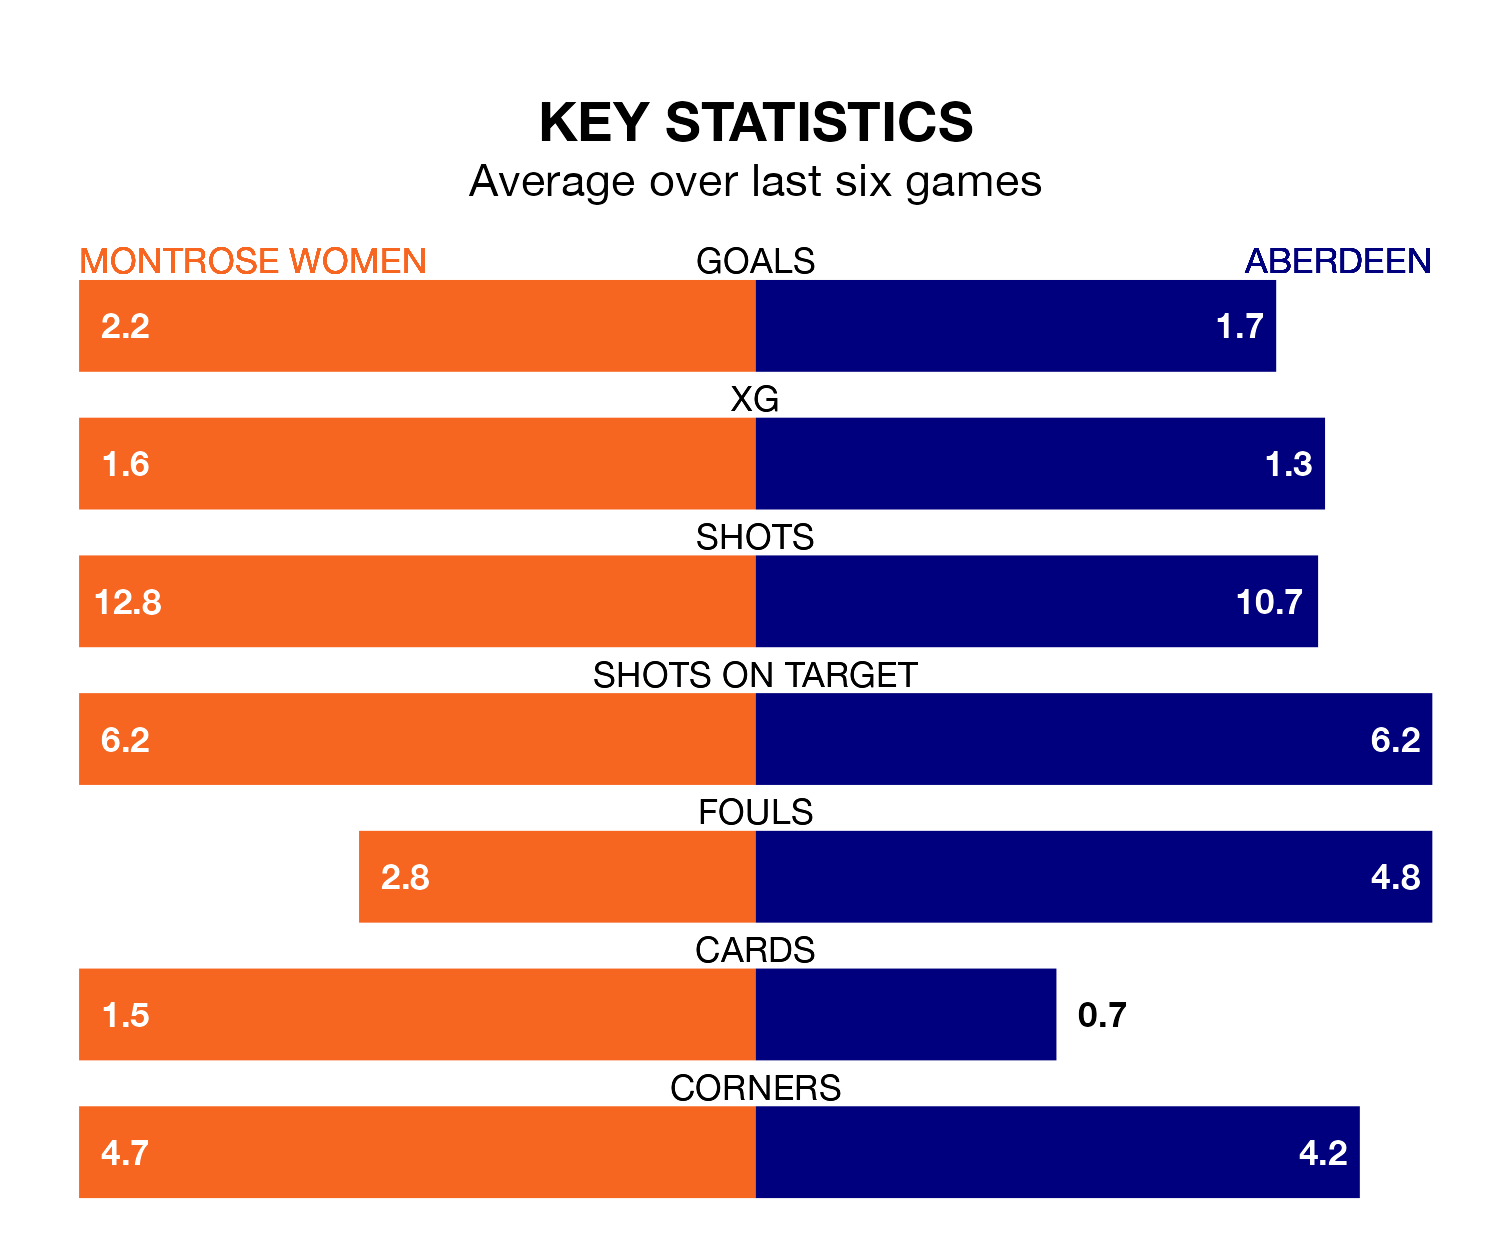 KEY STATISTICS
Average over last six games
MONTROSE WOMEN GOALS ABERDEEN
2.2 1.7
XG
1.6 1.3
SHOTS
12.8 10.7
SHOTS ON TARGET
6.2 6.2
FOULS
2.8 4.8
CARDS
1.5 0.7
CORNERS
4.7 4.2